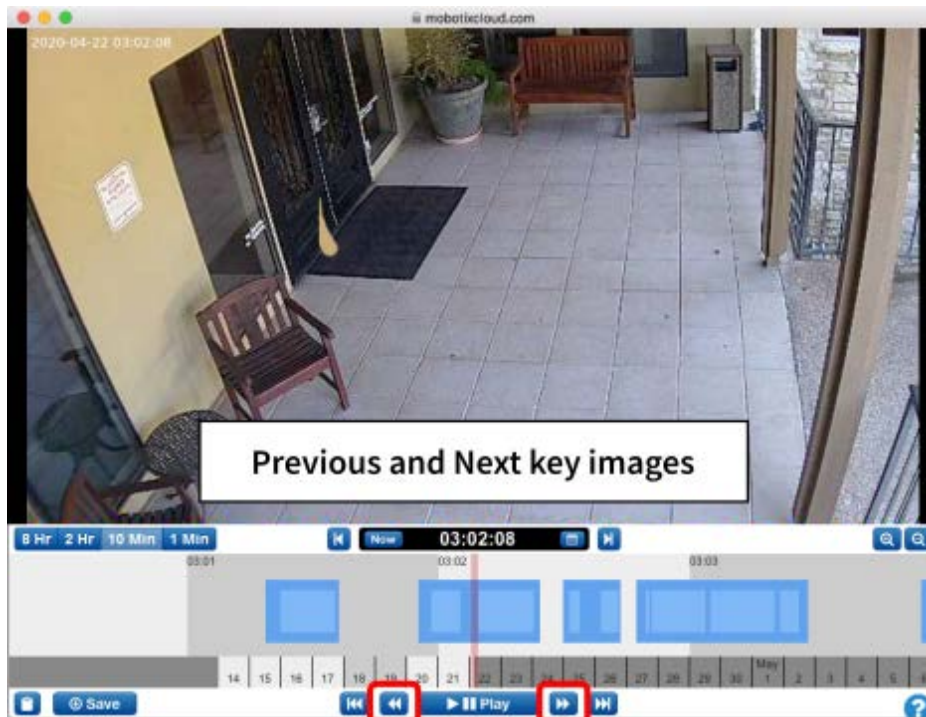 mobotixcloud.com
2020-04-22 03:02:08
Previous and Next key images
8 Hr 2 Hr 10 Min 1 Min Now 03:02:08
03:01 03:02 03:03
14 15 16 17 18 19 20 21 22 23 24 25 26 27 28 29 30 May 1 2 3 4 5
Save Play ?